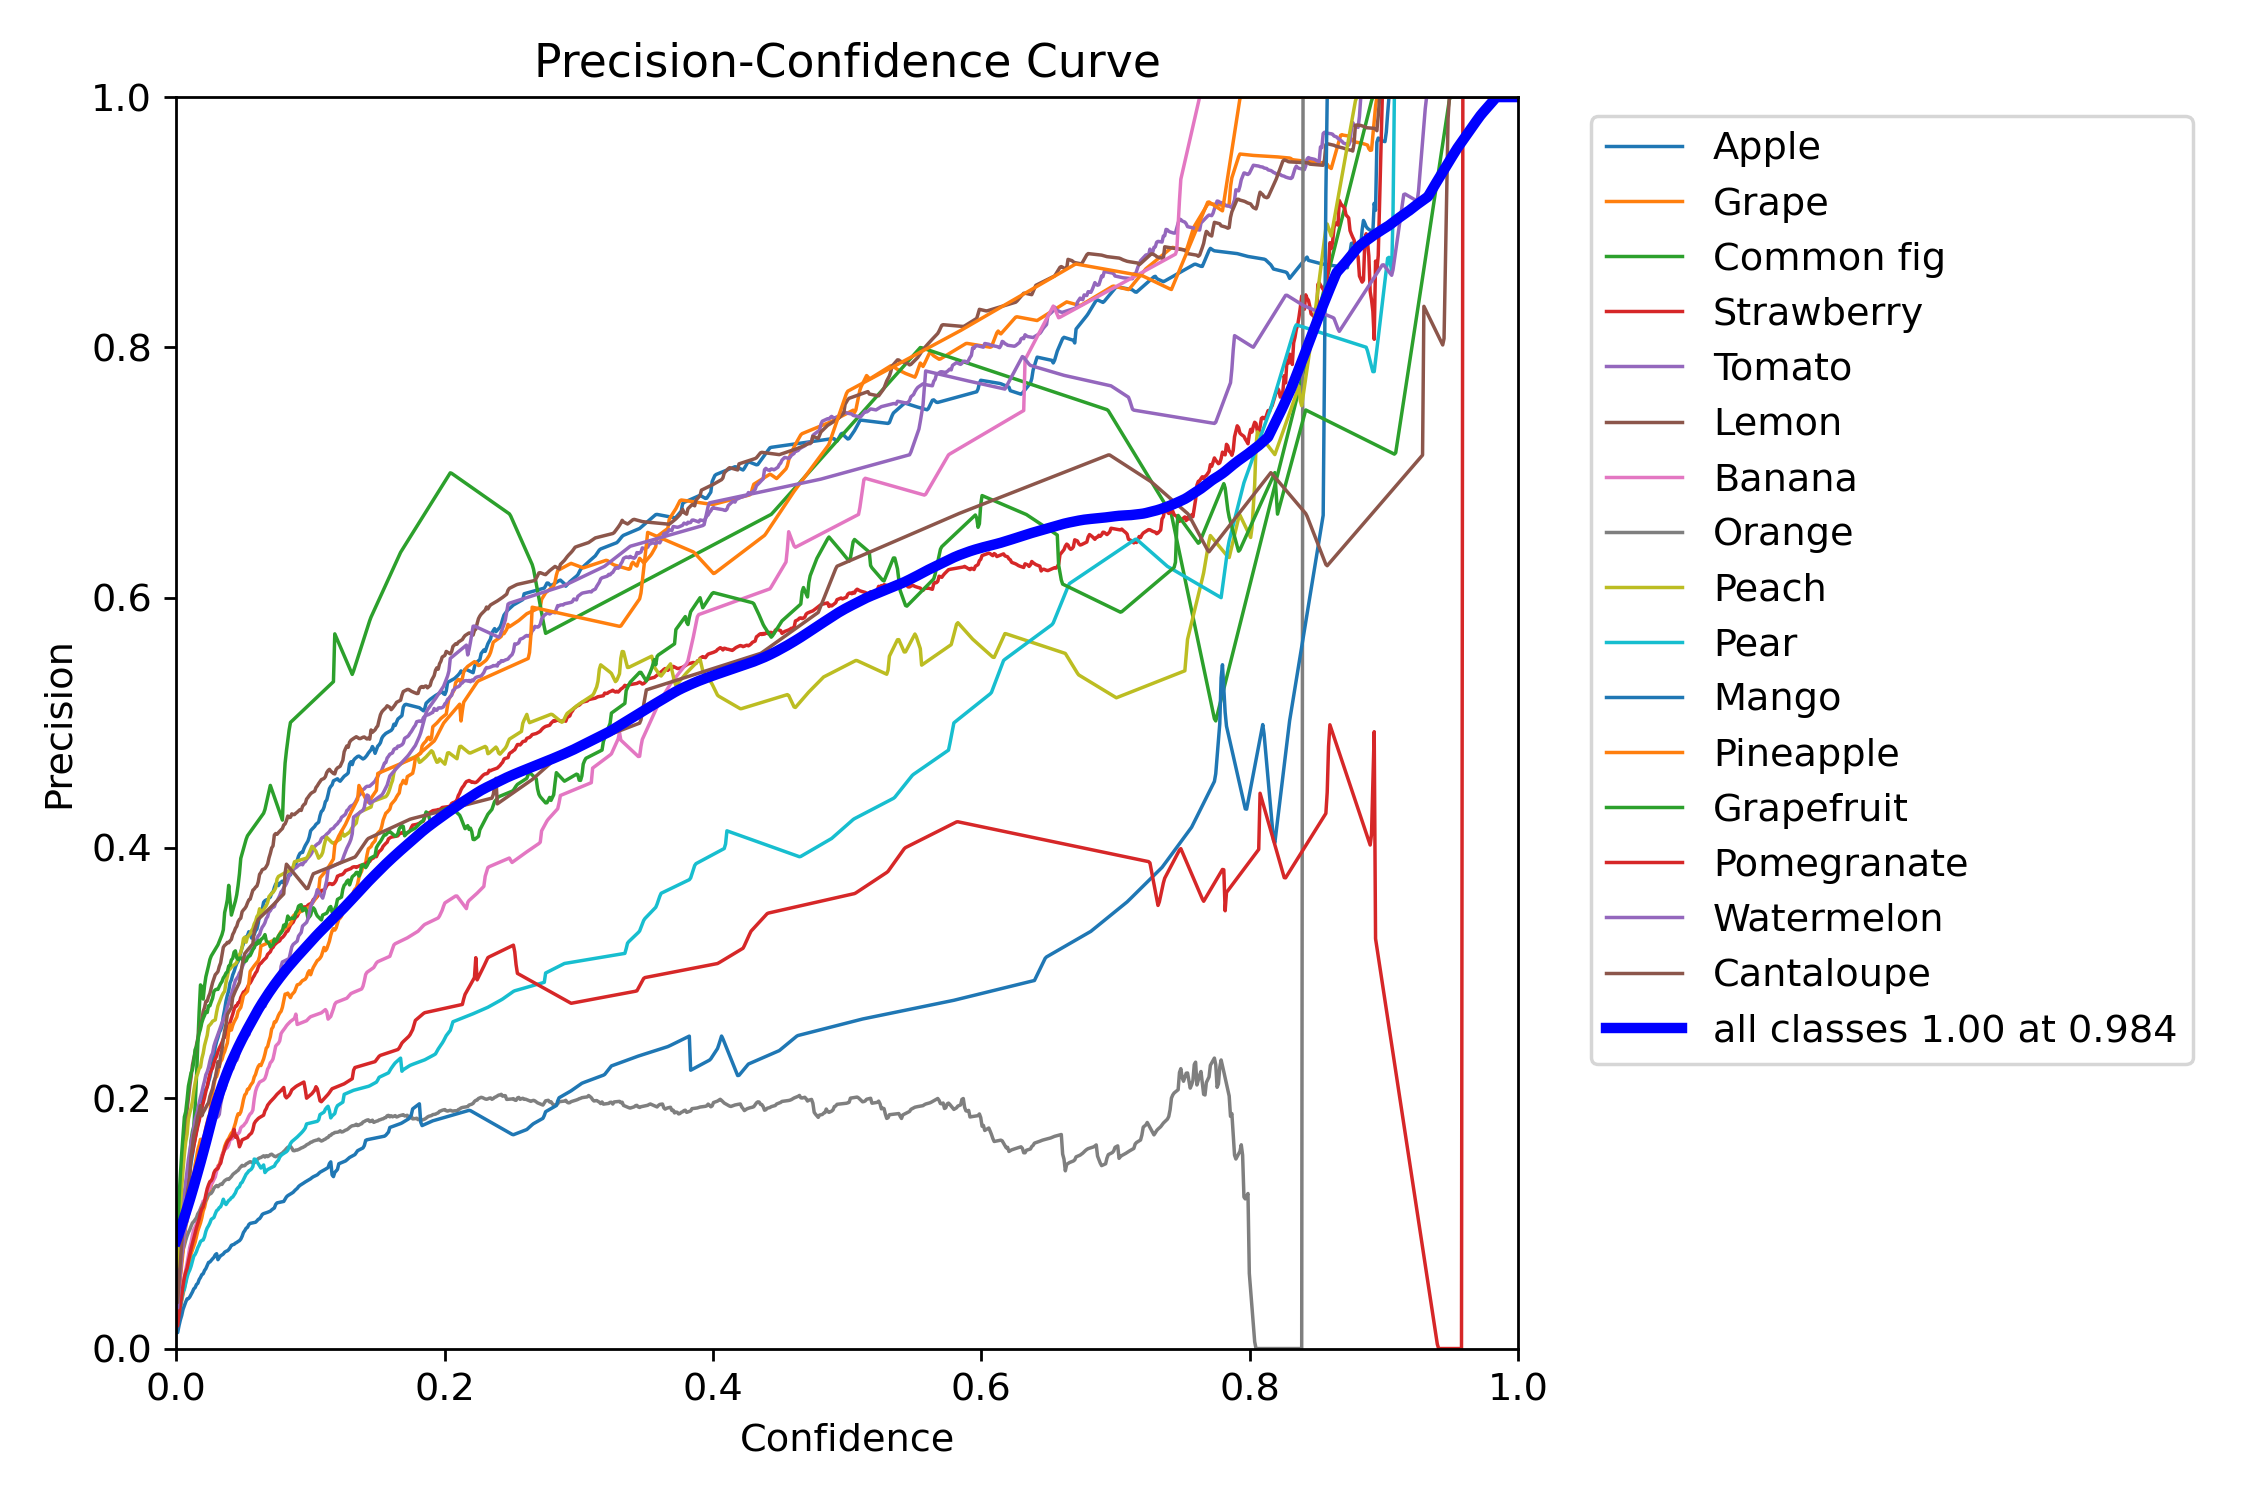 Precision-Confidence Curve
1.0
0.8
0.6
0.4
0.2
0.0
Precision
0.0 0.2 0.4 0.6 0.8 1.0
Confidence
Apple
Grape
Common fig
Strawberry
Tomato
Lemon
Banana
Orange
Peach
Pear
Mango
Pineapple
Grapefruit
Pomegranate
Watermelon
Cantaloupe
all classes 1.00 at 0.984